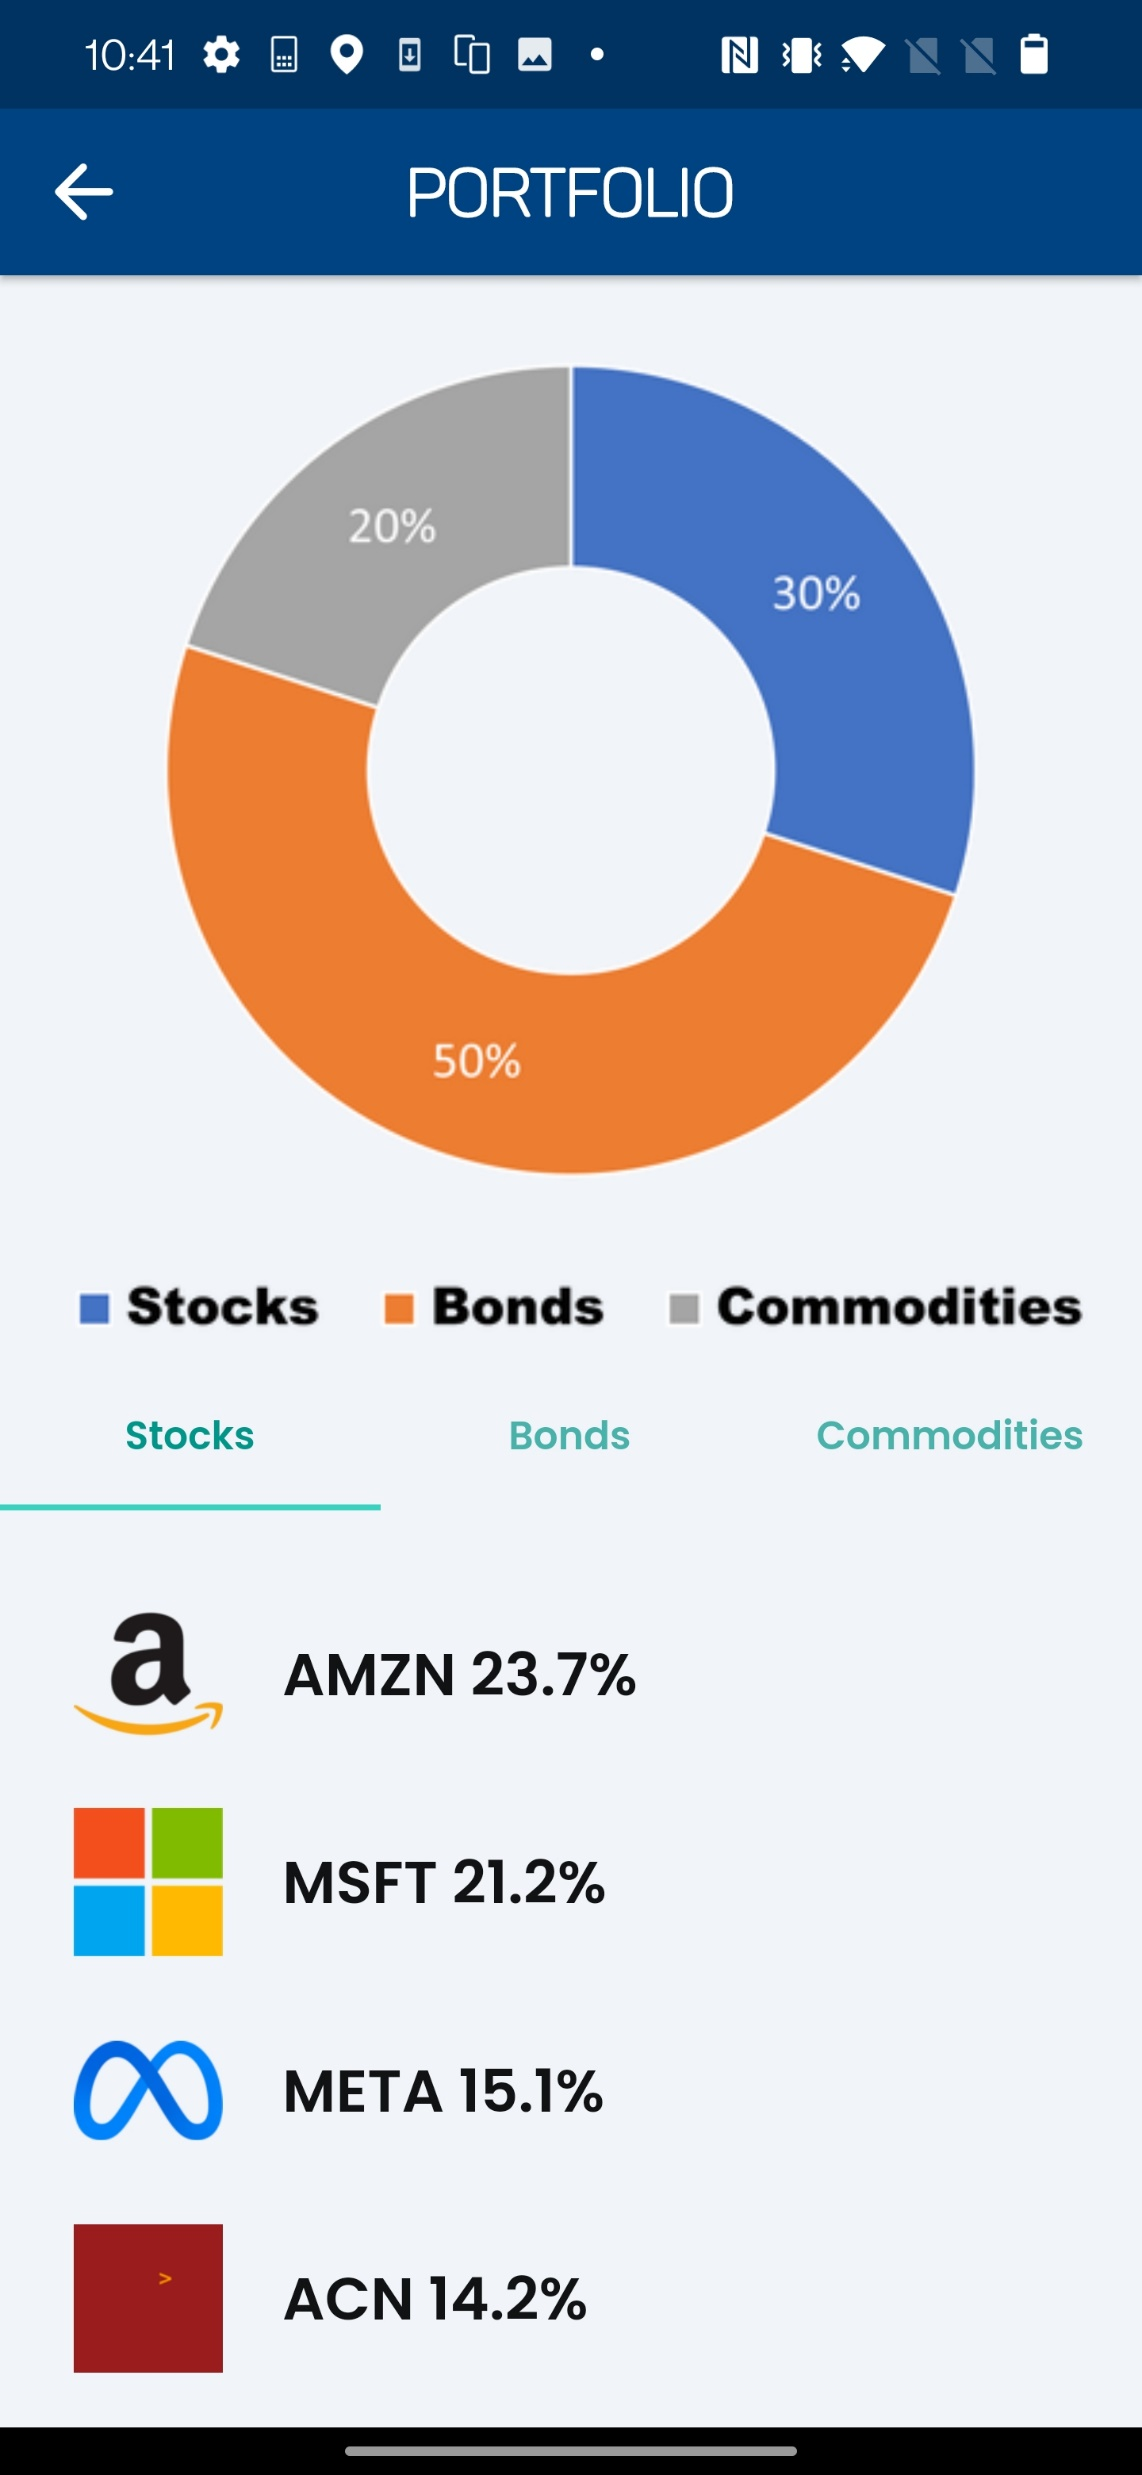 10:41
PORTFOLIO
20%
30%
50%
Stocks Bonds Commodities
Stocks Bonds Commodities
a
AMZN 23.7%
MSFT 21.2%
META 15.1%
>
ACN 14.2%